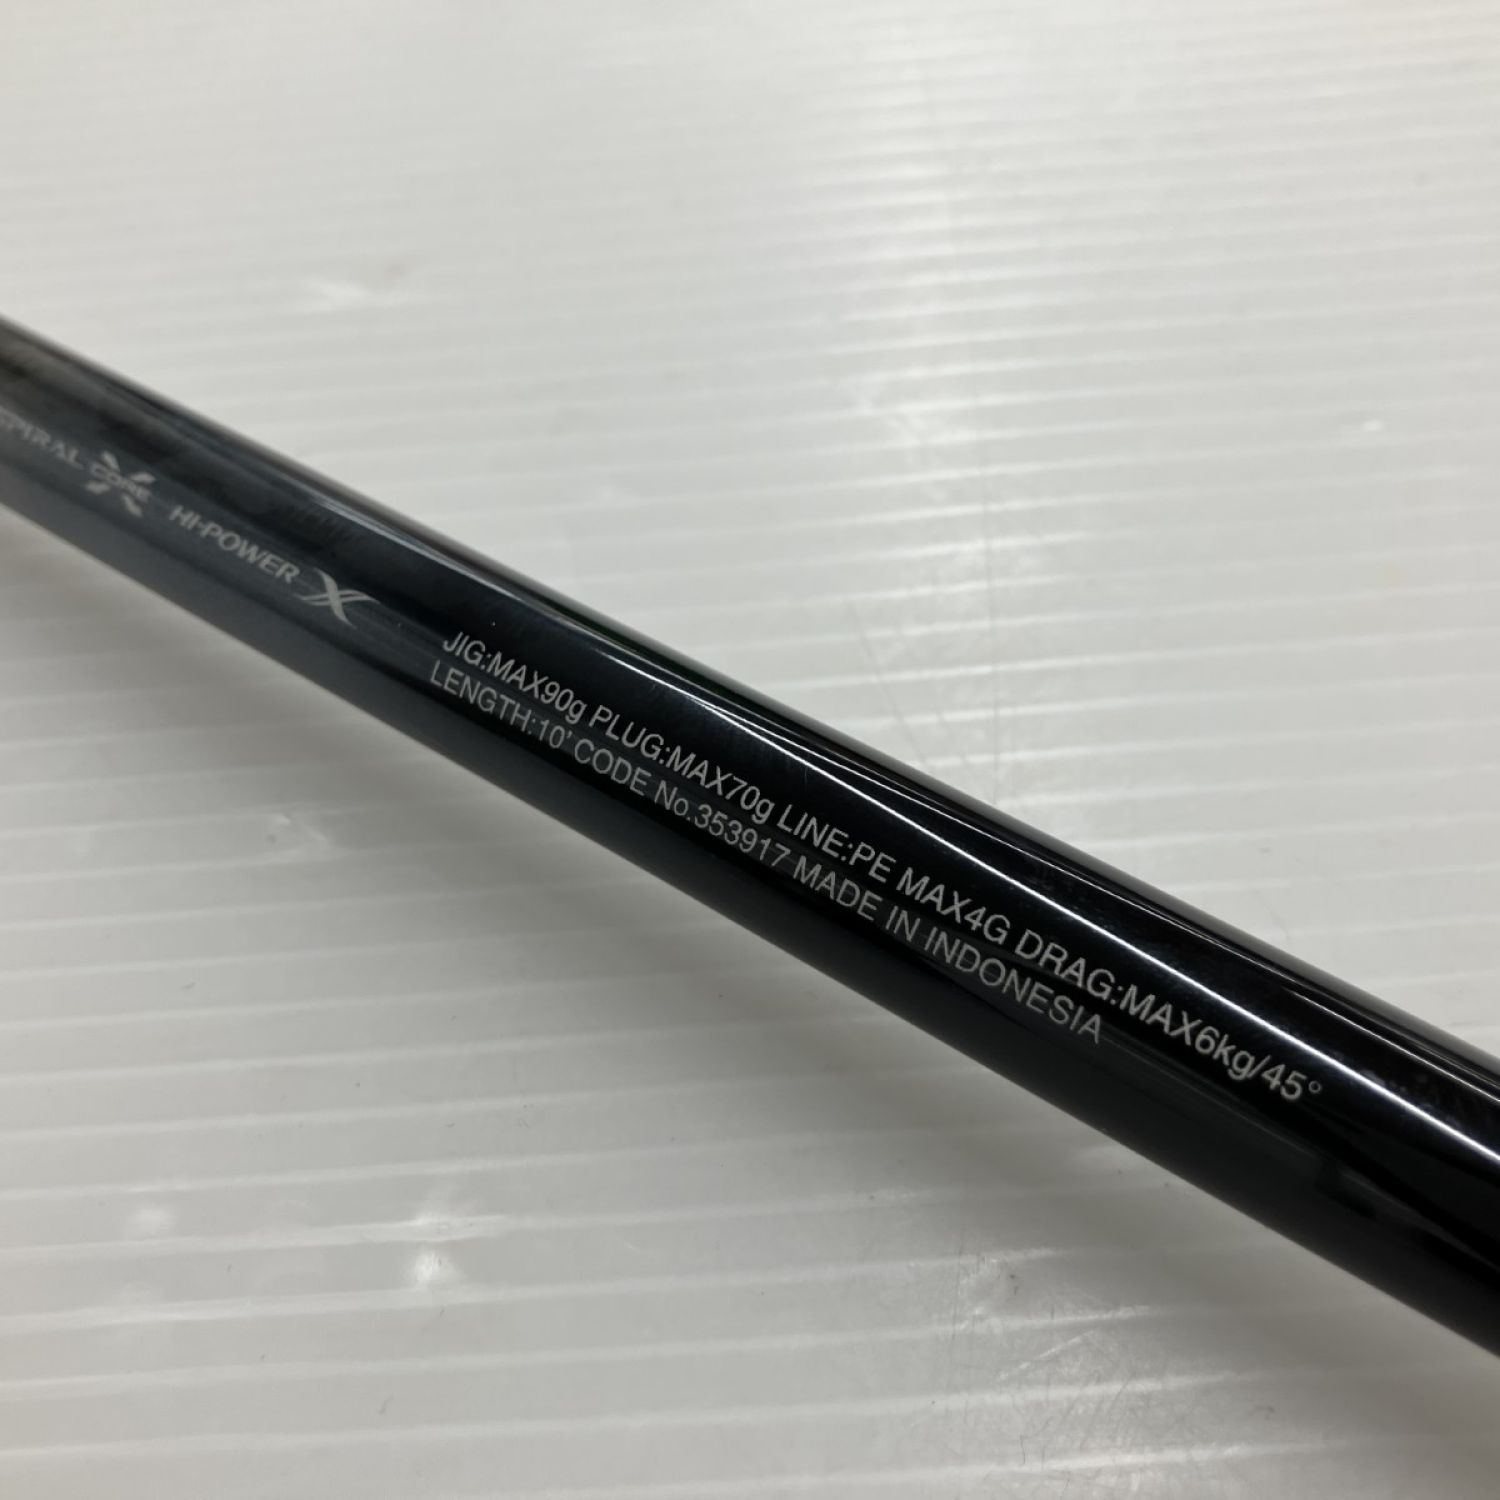 SPIRAL X CORE HI-POWER X
JIG:MAX90g PLUG:MAX70g LINE:PE MAX4G DRAG:MAX6kg/45°
LENGTH:10' CODE No.353917 MADE IN INDONESIA